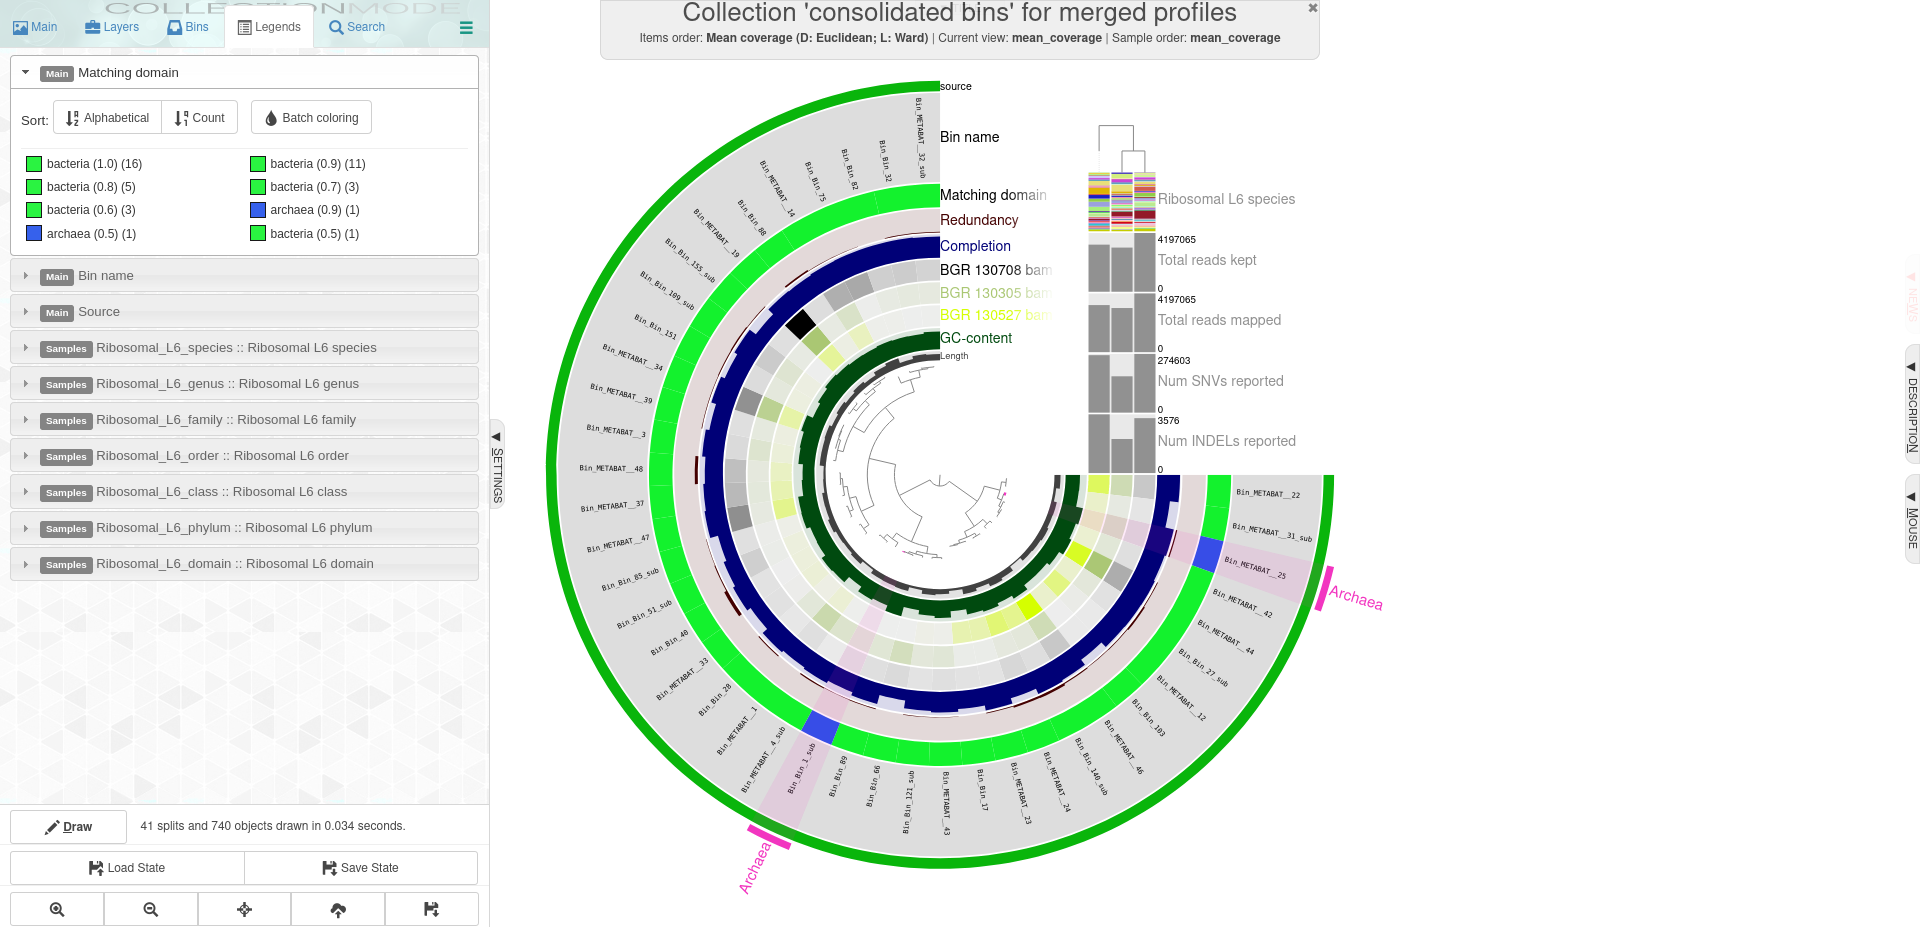 COLLECTIONMODE
Main
Layers
Bins
Legends
Search
Main Matching domain
Sort:
Alphabetical
Count
Batch coloring
bacteria (1.0) (16)
bacteria (0.9) (11)
bacteria (0.8) (5)
bacteria (0.7) (3)
bacteria (0.6) (3)
archaea (0.9) (1)
archaea (0.5) (1)
bacteria (0.5) (1)
Main Bin name
Main Source
Samples Ribosomal_L6_species :: Ribosomal L6 species
Samples Ribosomal_L6_genus :: Ribosomal L6 genus
Samples Ribosomal_L6_family :: Ribosomal L6 family
Samples Ribosomal_L6_order :: Ribosomal L6 order
Samples Ribosomal_L6_class :: Ribosomal L6 class
Samples Ribosomal_L6_phylum :: Ribosomal L6 phylum
Samples Ribosomal_L6_domain :: Ribosomal L6 domain
Draw
41 splits and 740 objects drawn in 0.034 seconds.
Load State
Save State
SETTINGS
Collection 'consolidated bins' for merged profiles
Items order: Mean coverage (D: Euclidean; L: Ward) | Current view: mean_coverage | Sample order: mean_coverage
source
Bin name
Matching domain
Redundancy
Completion
BGR 130708 bam
BGR 130305 bam
BGR 130527 bam
GC-content
Length
Ribosomal L6 species
4197065
Total reads kept
0
4197065
Total reads mapped
0
274603
Num SNVs reported
0
3576
Num INDELs reported
0
Bin_METABAT__22
Bin_METABAT__31_sub
Bin_METABAT__25
Archaea
Bin_METABAT__42
Bin_METABAT__44
Bin_Bin_27_sub
Bin_METABAT__12
Bin_Bin_103
Bin_METABAT__46
Bin_Bin_140_sub
Bin_METABAT__24
Bin_METABAT__23
Bin_Bin_17
Bin_METABAT__43
Bin_Bin_121_sub
Bin_Bin_66
Bin_Bin_89
Bin_Bin_1_sub
Archaea
Bin_METABAT__4_sub
Bin_METABAT__1
Bin_Bin_28
Bin_METABAT__33
Bin_Bin_40
Bin_Bin_51_sub
Bin_Bin_85_sub
Bin_METABAT__47
Bin_METABAT__37
Bin_METABAT__48
Bin_METABAT__3
Bin_METABAT__39
Bin_METABAT__34
Bin_Bin_151
Bin_Bin_109_sub
Bin_Bin_155_sub
Bin_METABAT__19
Bin_Bin_88
Bin_METABAT__14
Bin_Bin_75
Bin_Bin_82
Bin_Bin_32
Bin_METABAT__32_sub
NEWS
DESCRIPTION
MOUSE